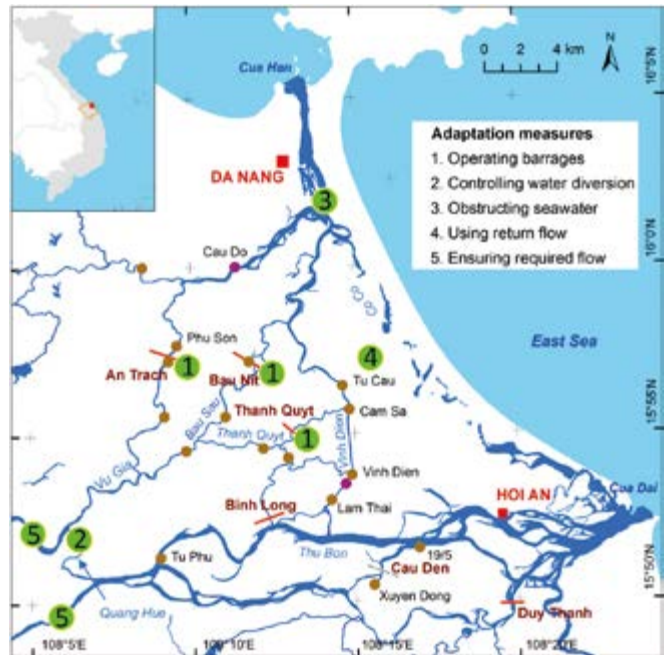 Cua Han
0 2 4 km
N
Adaptation measures
1. Operating barrages
2. Controlling water diversion
3. Obstructing seawater
4. Using return flow
5. Ensuring required flow
DA NANG
3
Co Co
Cau Do
East Sea
Phu Son
An Trach
1
Bau Nit
1
4
Tu Cau
Thanh Quyt
Cam Sa
Bau Sau
Thanh Quyt
1
Vinh Dien
Vu Gia
Vinh Dien
Cua Dai
Binh Long
Lam Thai
HOI AN
5
2
Tu Phu
Thu Bon
19/5
Cau Den
Quang Hue
Xuyen Dong
Duy Thanh
5
108°5'E
108°10'E
108°15'E
108°20'E
16°5'N
16°0'N
15°55'N
15°50'N